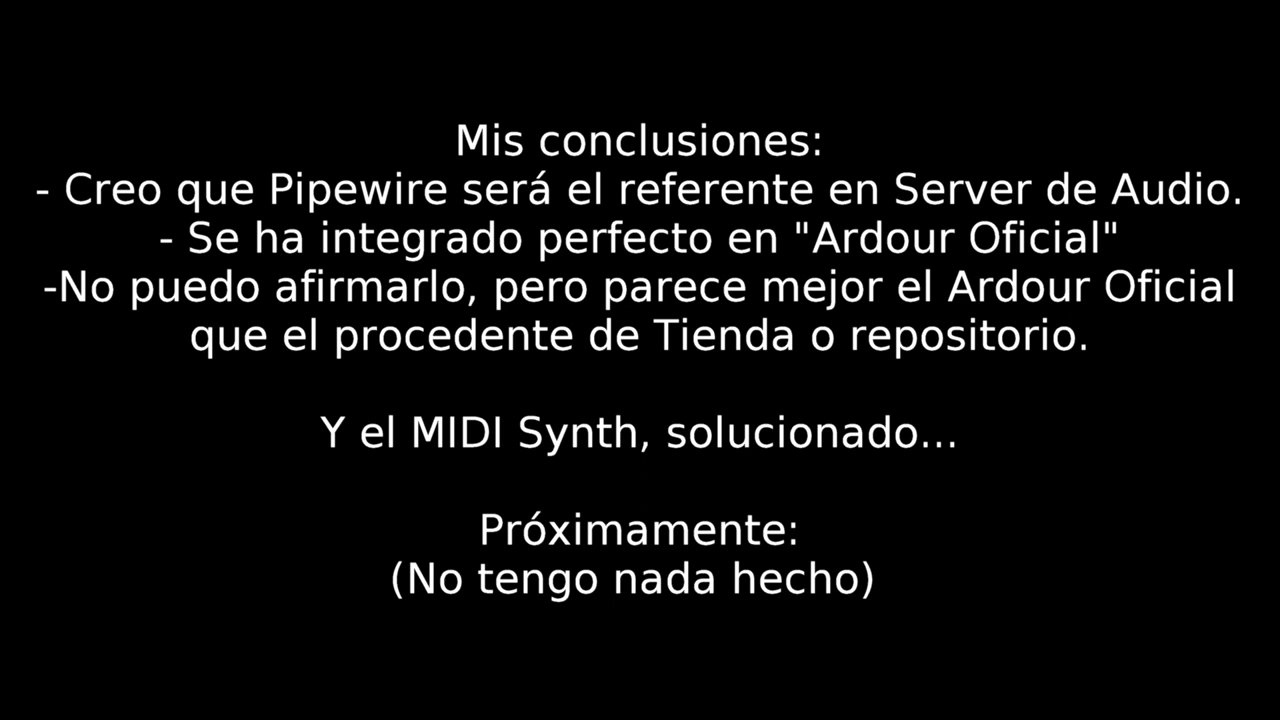 Mis conclusiones:
- Creo que Pipewire será el referente en Server de Audio.
- Se ha integrado perfecto en "Ardour Oficial"
-No puedo afirmarlo, pero parece mejor el Ardour Oficial
que el procedente de Tienda o repositorio.
Y el MIDI Synth, solucionado...
Próximamente:
(No tengo nada hecho)